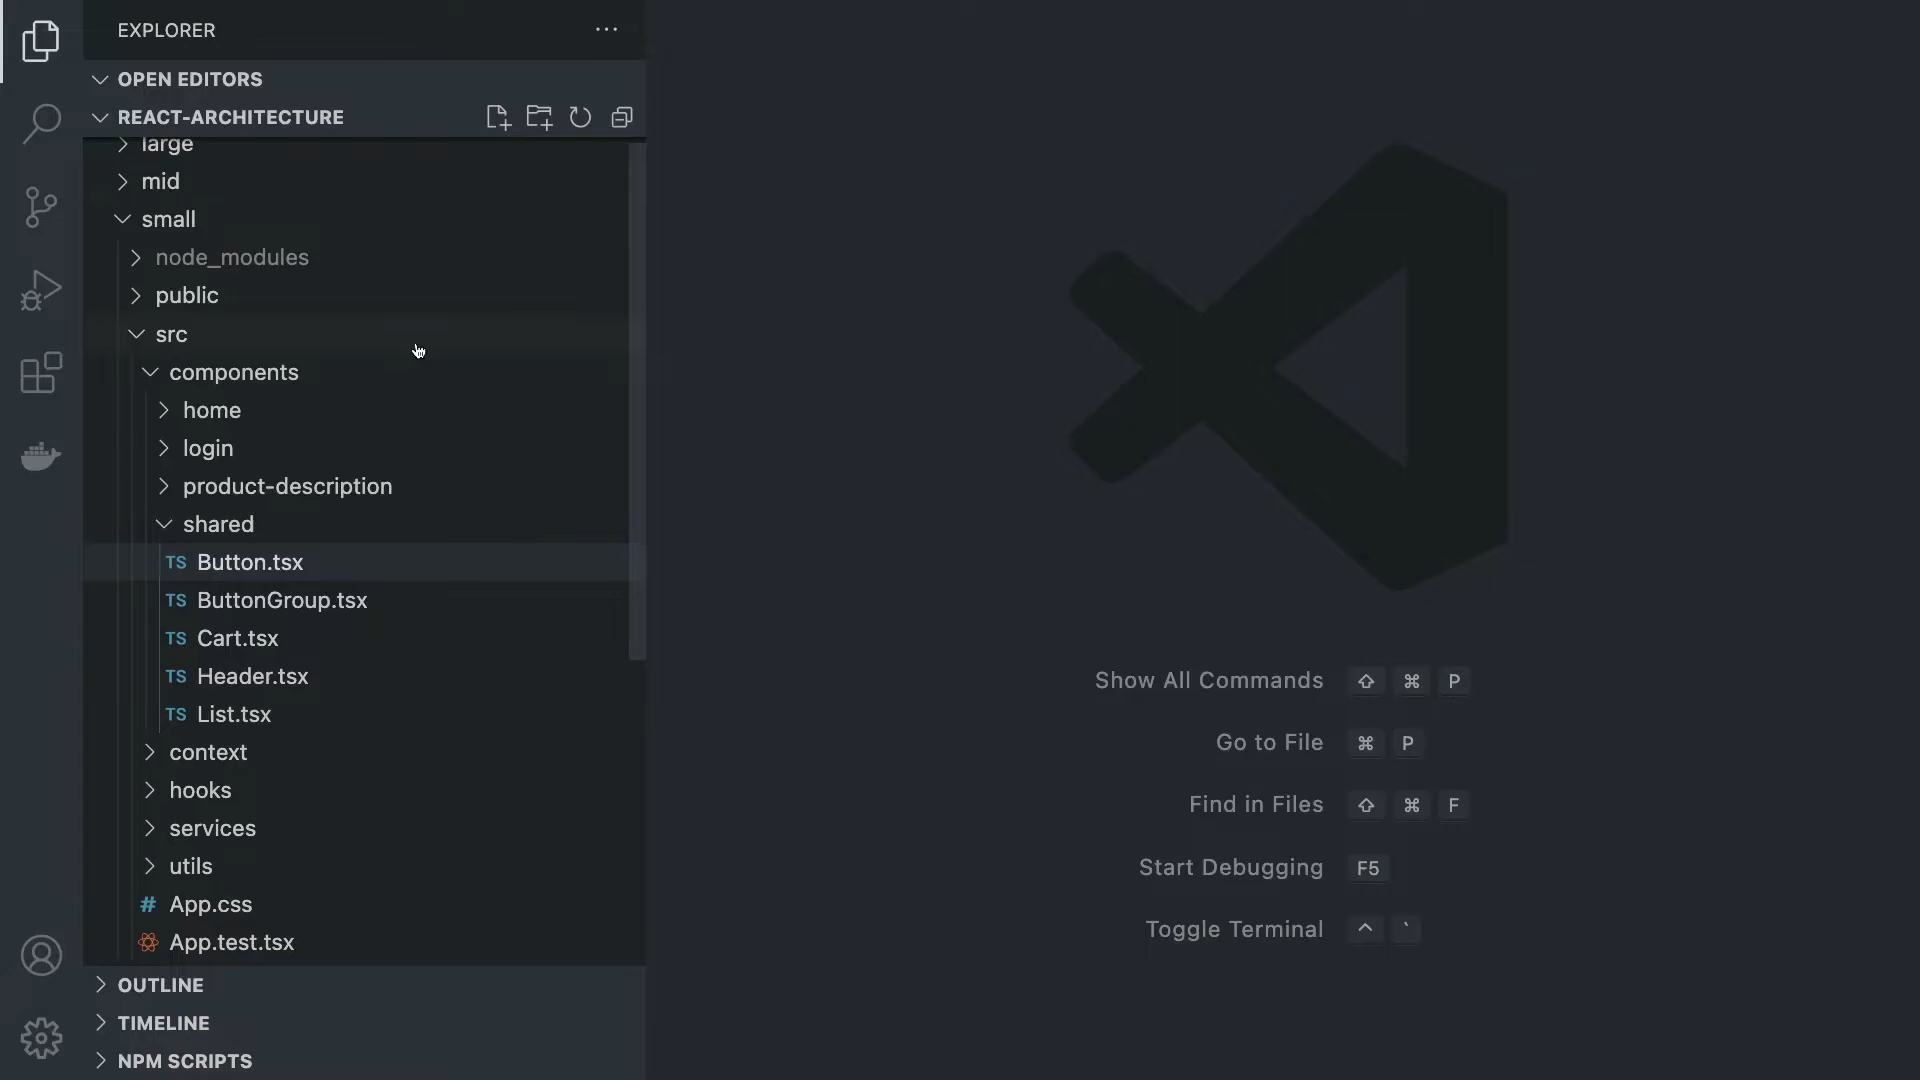 EXPLORER
OPEN EDITORS
REACT-ARCHITECTURE
large
mid
small
node_modules
public
src
components
home
login
product-description
shared
TS Button.tsx
TS ButtonGroup.tsx
TS Cart.tsx
TS Header.tsx
TS List.tsx
context
hooks
services
utils
# App.css
App.test.tsx
OUTLINE
TIMELINE
NPM SCRIPTS
Show All Commands ⇧ ⌘ P
Go to File ⌘ P
Find in Files ⇧ ⌘ F
Start Debugging F5
Toggle Terminal ^ `